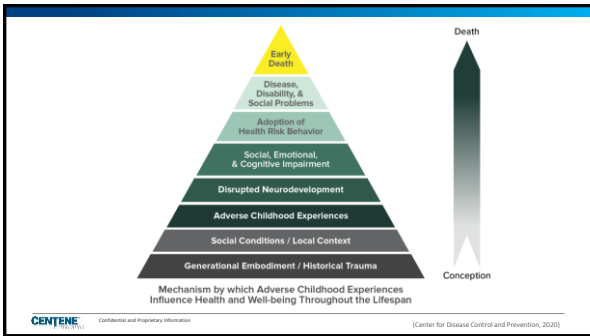 Death
Early
Death
Disease,
Disability, &
Social Problems
Adoption of
Health Risk Behavior
Social, Emotional,
& Cognitive Impairment
Disrupted Neurodevelopment
Adverse Childhood Experiences
Social Conditions / Local Context
Generational Embodiment / Historical Trauma
Conception
Mechanism by which Adverse Childhood Experiences
Influence Health and Well-being Throughout the Lifespan
CENTENE
Confidential and Proprietary Information
(Center for Disease Control and Prevention, 2020)